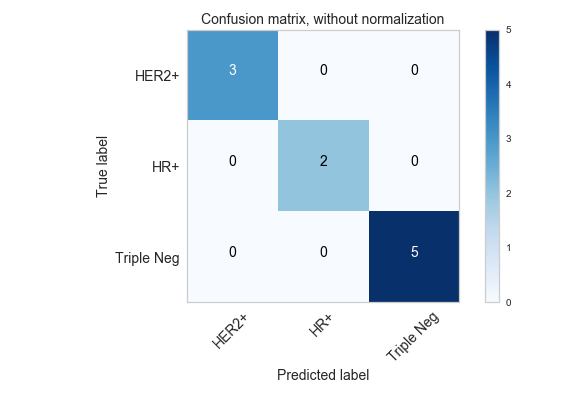 Confusion matrix, without normalization
True label
HER2+ 3 0 0
HR+ 0 2 0
Triple Neg 0 0 5
HER2+ HR+ Triple Neg
Predicted label
5
4
3
2
1
0